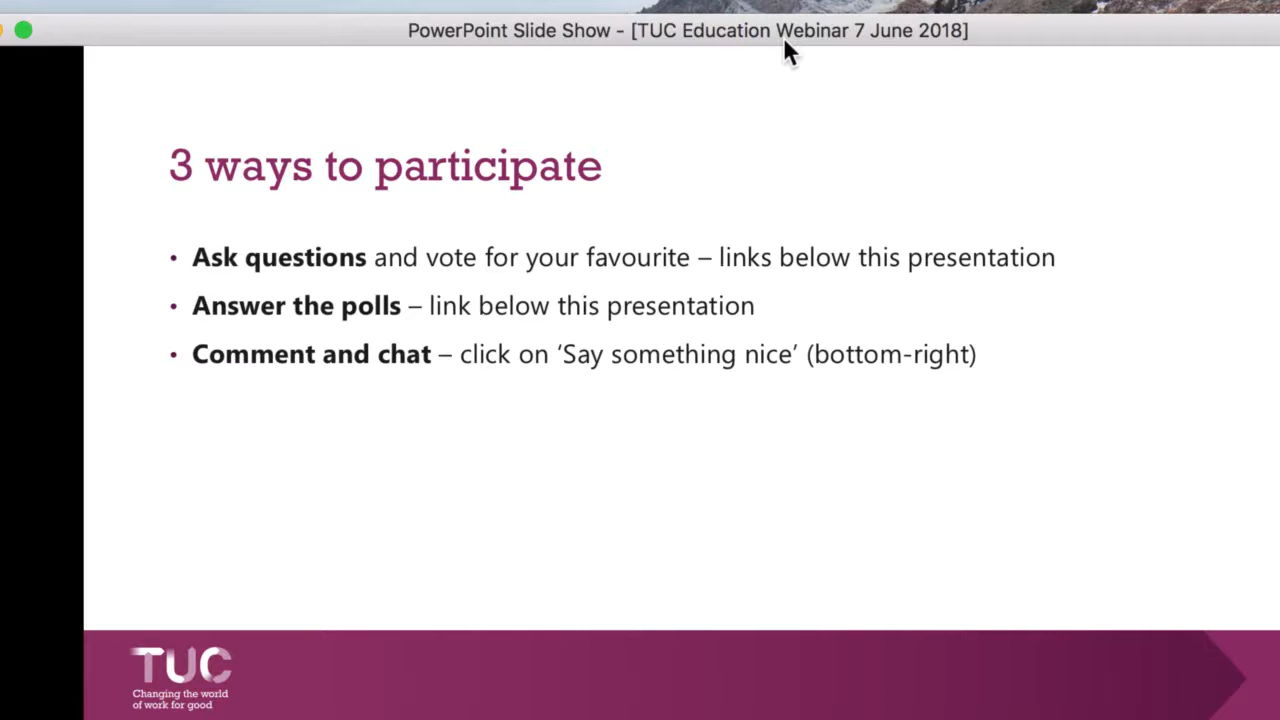 PowerPoint Slide Show - [TUC Education Webinar 7 June 2018]
3 ways to participate
• Ask questions and vote for your favourite – links below this presentation
• Answer the polls – link below this presentation
• Comment and chat – click on ‘Say something nice’ (bottom-right)
TUC
Changing the world
of work for good